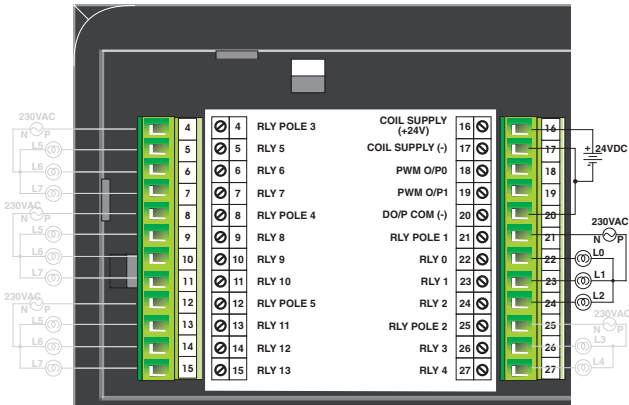 230VAC
N P
L5
L6
L7
230VAC
N P
L5
L6
L7
230VAC
N P
L5
L6
L7
4
5
6
7
8
9
10
11
12
13
14
15
4 RLY POLE 3
5 RLY 5
6 RLY 6
7 RLY 7
8 RLY POLE 4
9 RLY 8
10 RLY 9
11 RLY 10
12 RLY POLE 5
13 RLY 11
14 RLY 12
15 RLY 13
COIL SUPPLY
(+24V) 16
COIL SUPPLY (-) 17
PWM O/P0 18
PWM O/P1 19
DO/P COM (-) 20
RLY POLE 1 21
RLY 0 22
RLY 1 23
RLY 2 24
RLY POLE 2 25
RLY 3 26
RLY 4 27
16
17
18
19
20
21
22
23
24
25
26
27
+ 24VDC
-
230VAC
N P
L0
L1
L2
230VAC
N P
L3
L4